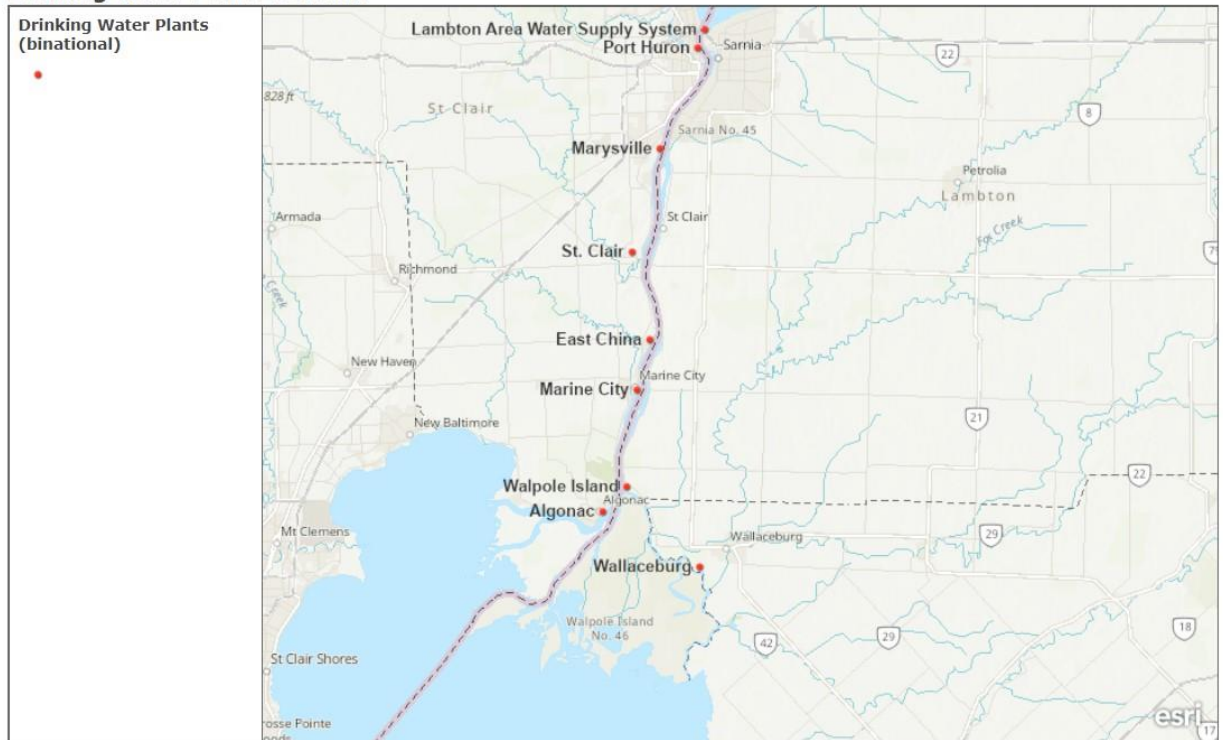 Drinking Water Plants
(binational)
Lambton Area Water Supply System
Port Huron
Sarnia
22
828 ft
St Clair
8
Sarnia No. 45
Marysville
Petrolia
Lambton
Armada
St Clair
Fox Creek
St. Clair
Richmond
Creek
East China
New Haven
Marine City
Marine City
21
New Baltimore
22
Walpole Island
Algonac
Algonac
Mt Clemens
29
Wallaceburg
Wallaceburg
Walpole Island
No. 46
18
29
42
St Clair Shores
rosse Pointe
esri
17